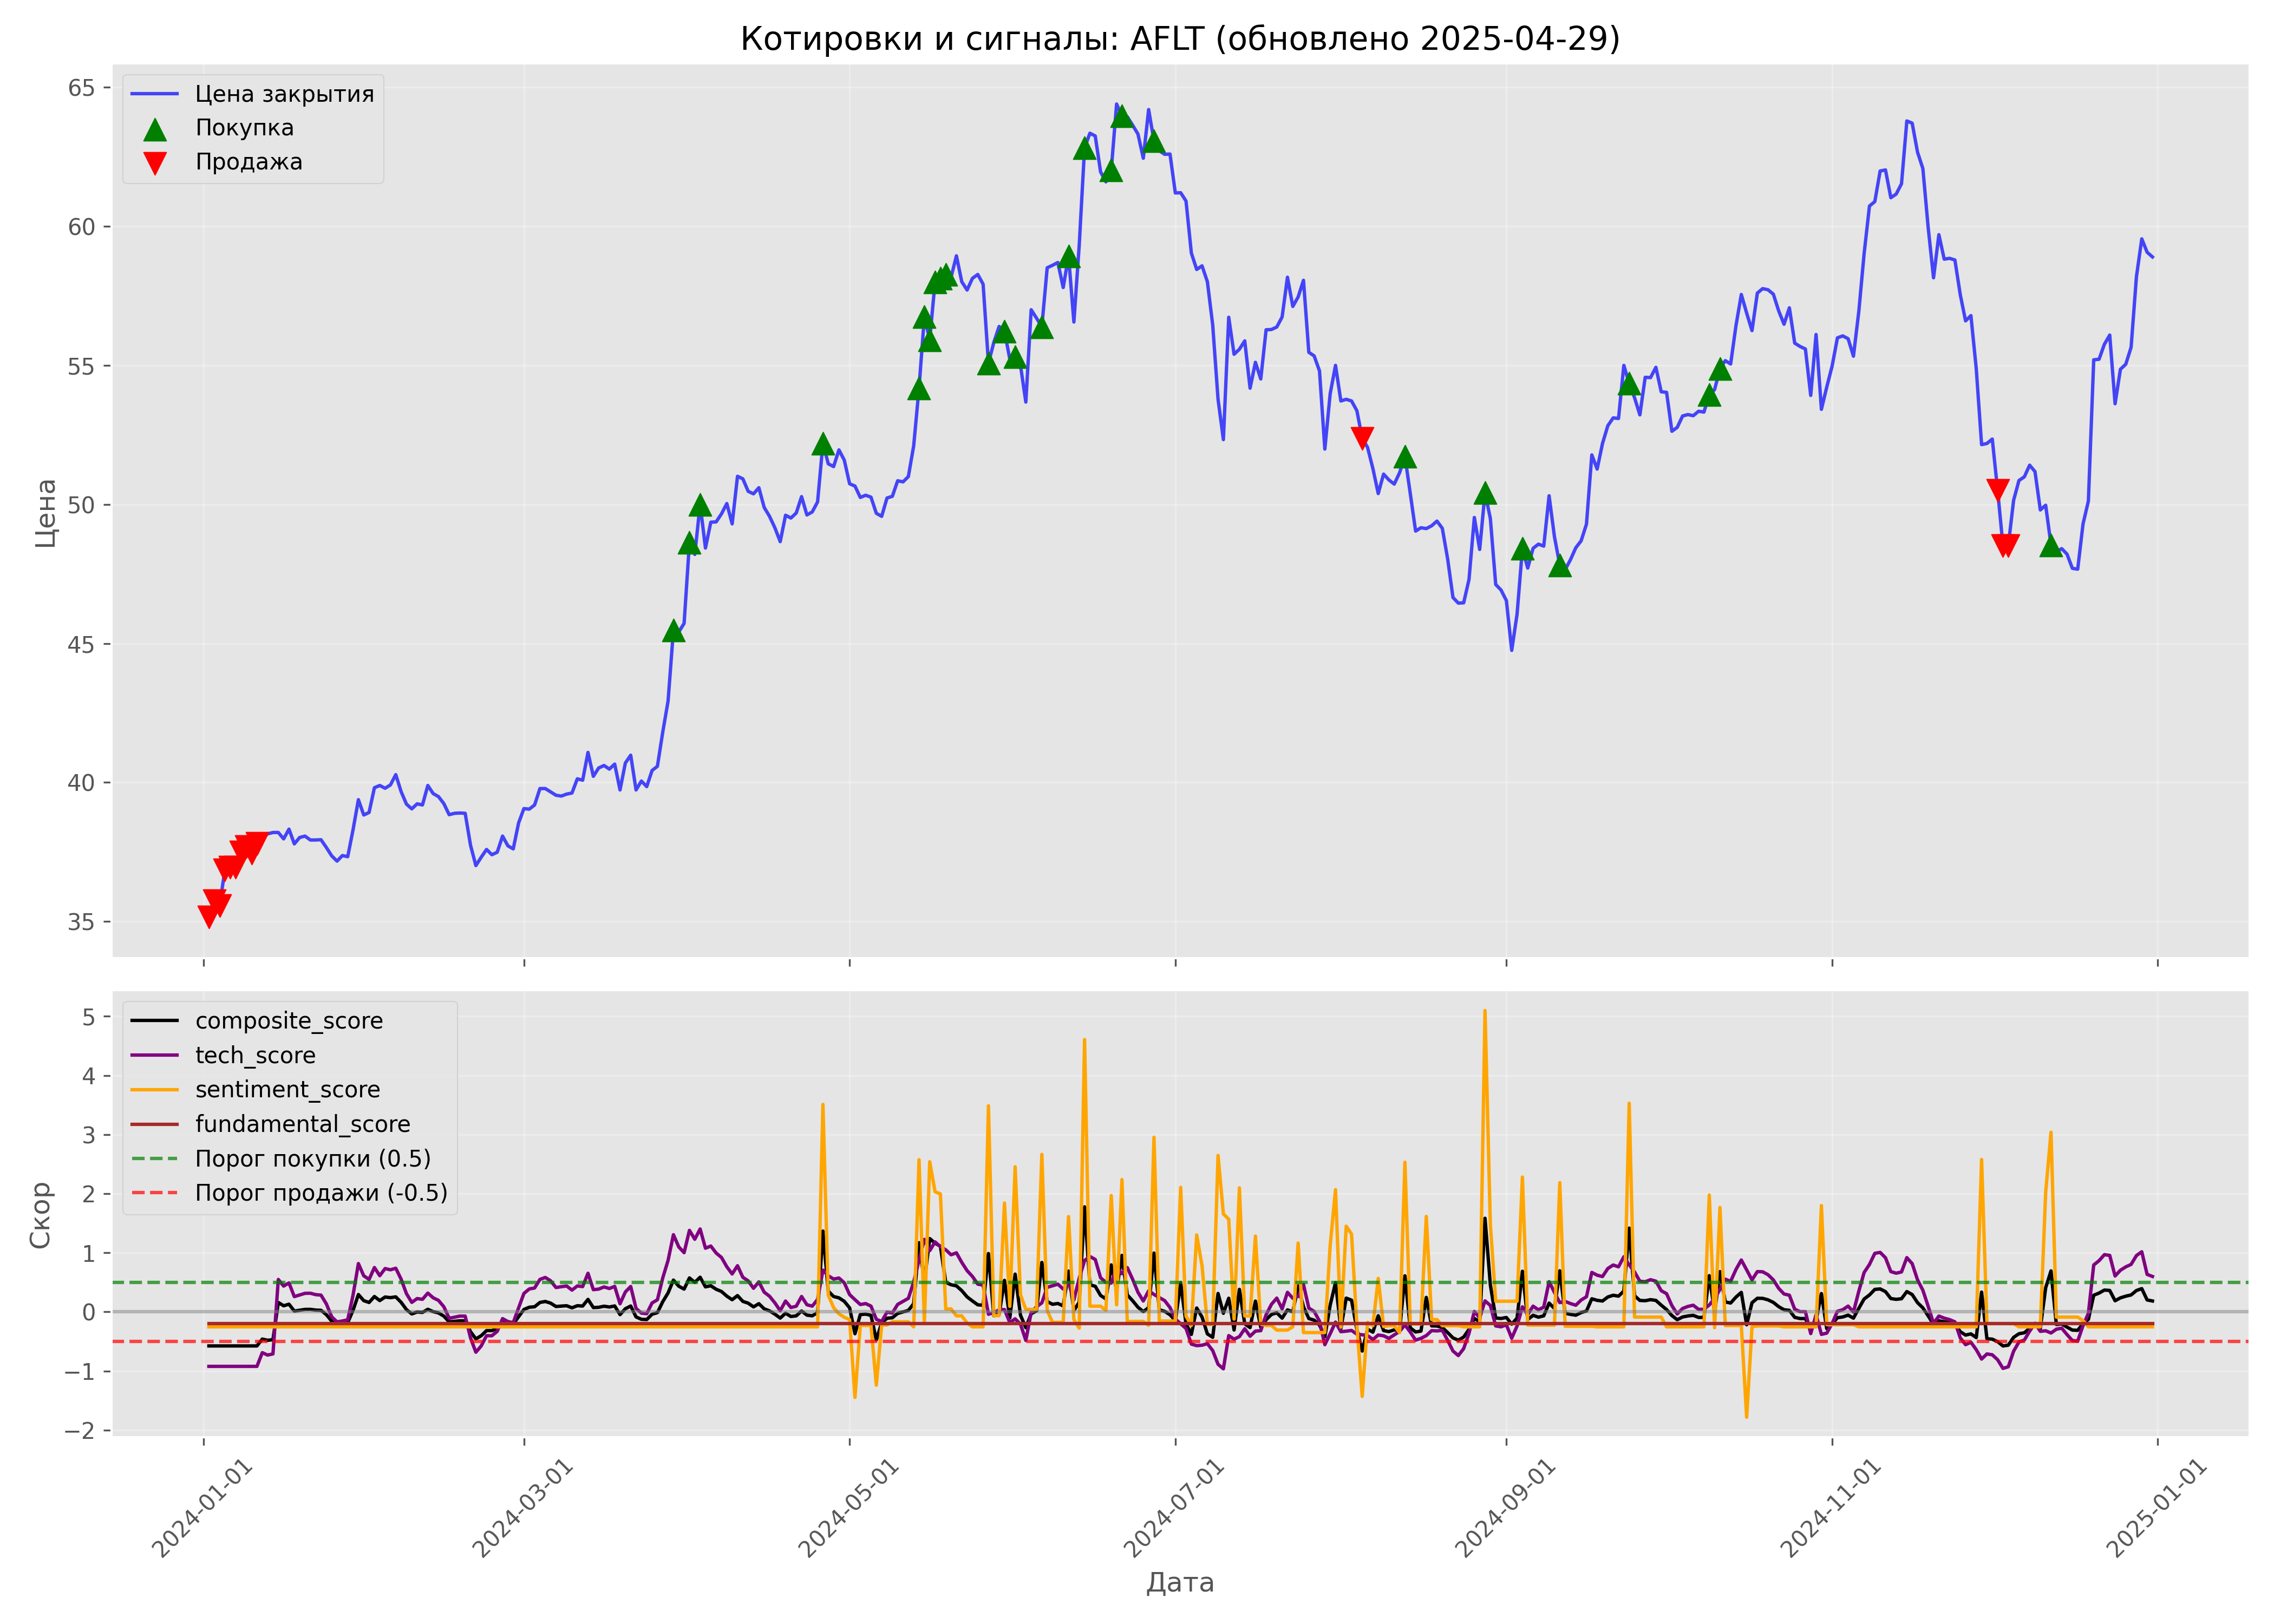 Котировки и сигналы: AFLT (обновлено 2025-04-29)
Цена закрытия
Покупка
Продажа
65
60
55
50
45
40
35
Цена
composite_score
tech_score
sentiment_score
fundamental_score
Порог покупки (0.5)
Порог продажи (-0.5)
5
4
3
2
1
0
−1
−2
Скор
2024-01-01
2024-03-01
2024-05-01
2024-07-01
2024-09-01
2024-11-01
2025-01-01
Дата